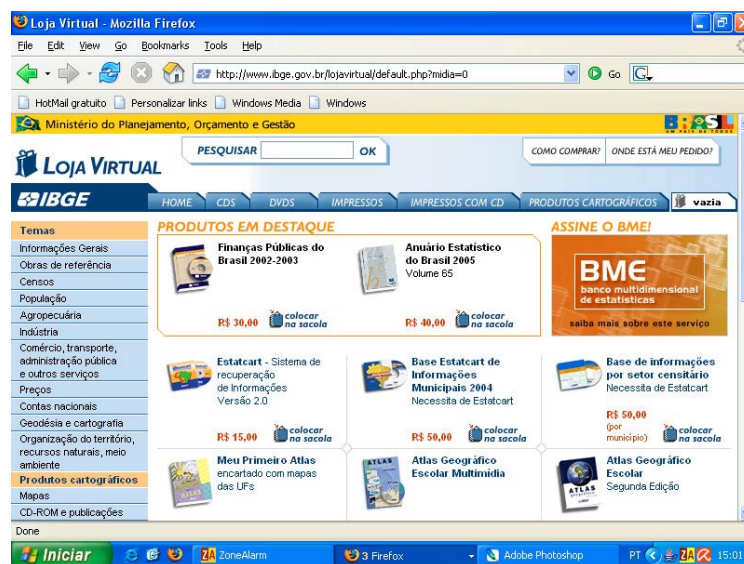 Loja Virtual - Mozilla Firefox
File Edit View Go Bookmarks Tools Help
http://www.ibge.gov.br/lojavirtual/default.php?midia=0 Go G
HotMail gratuito Personalizar links Windows Media Windows
Ministério do Planejamento, Orçamento e Gestão BRASIL
UM PAÍS DE TODOS
LOJA VIRTUAL PESQUISAR OK COMO COMPRAR? ONDE ESTÁ MEU PEDIDO?
IBGE HOME CDS DVDS IMPRESSOS IMPRESSOS COM CD PRODUTOS CARTOGRÁFICOS vazia
Temas
Informações Gerais
Obras de referência
Censos
População
Agropecuária
Indústria
Comércio, transporte,
administração pública
e outros serviços
Preços
Contas nacionais
Geodésia e cartografia
Organização do território,
recursos naturais, meio
ambiente
Produtos cartográficos
Mapas
CD-ROM e publicações
PRODUTOS EM DESTAQUE
Finanças Públicas do
Brasil 2002-2003
R$ 30,00 colocar
na sacola
Anuário Estatístico
do Brasil 2005
Volume 65
R$ 40,00 colocar
na sacola
ASSINE O BME!
BME
banco multidimensional
de estatísticas
saiba mais sobre este serviço
Estatcart - Sistema de
recuperação
de Informações
Versão 2.0
R$ 15,00 colocar
na sacola
Base Estatcart de
Informações
Municipais 2004
Necessita de Estatcart
R$ 50,00 colocar
na sacola
Base de informações
por setor censitário
Necessita de Estatcart
R$ 50,00
(por
município) colocar
na sacola
Meu Primeiro Atlas
encartado com mapas
das UFs
ATLAS
Atlas Geográfico
Escolar Multimídia
ATLAS
Atlas Geográfico
Escolar
Segunda Edição
ATLAS
Done
Iniciar ZoneAlarm 3 Firefox Adobe Photoshop PT 15:01